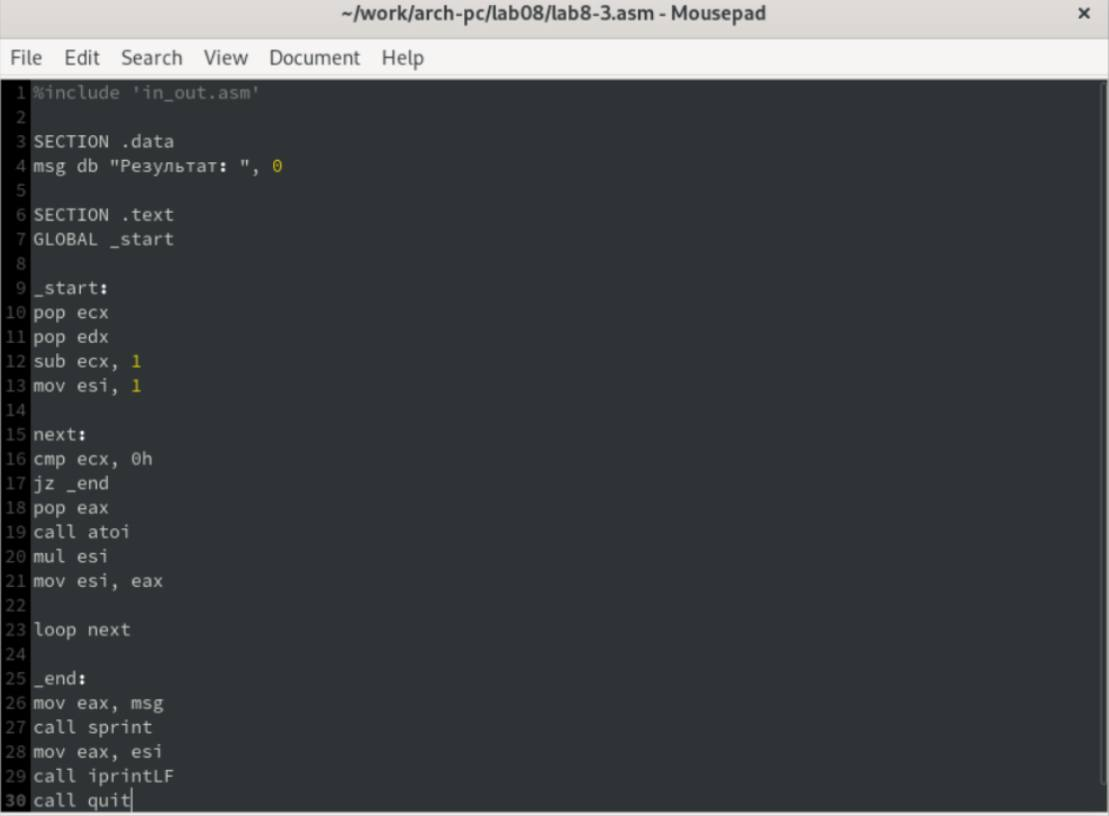 ~/work/arch-pc/lab08/lab8-3.asm - Mousepad ×
File Edit Search View Document Help
1 %include 'in_out.asm'
2
3 SECTION .data
4 msg db "Результат: ", 0
5
6 SECTION .text
7 GLOBAL _start
8
9 _start:
10 pop ecx
11 pop edx
12 sub ecx, 1
13 mov esi, 1
14
15 next:
16 cmp ecx, 0h
17 jz _end
18 pop eax
19 call atoi
20 mul esi
21 mov esi, eax
22
23 loop next
24
25 _end:
26 mov eax, msg
27 call sprint
28 mov eax, esi
29 call iprintLF
30 call quit